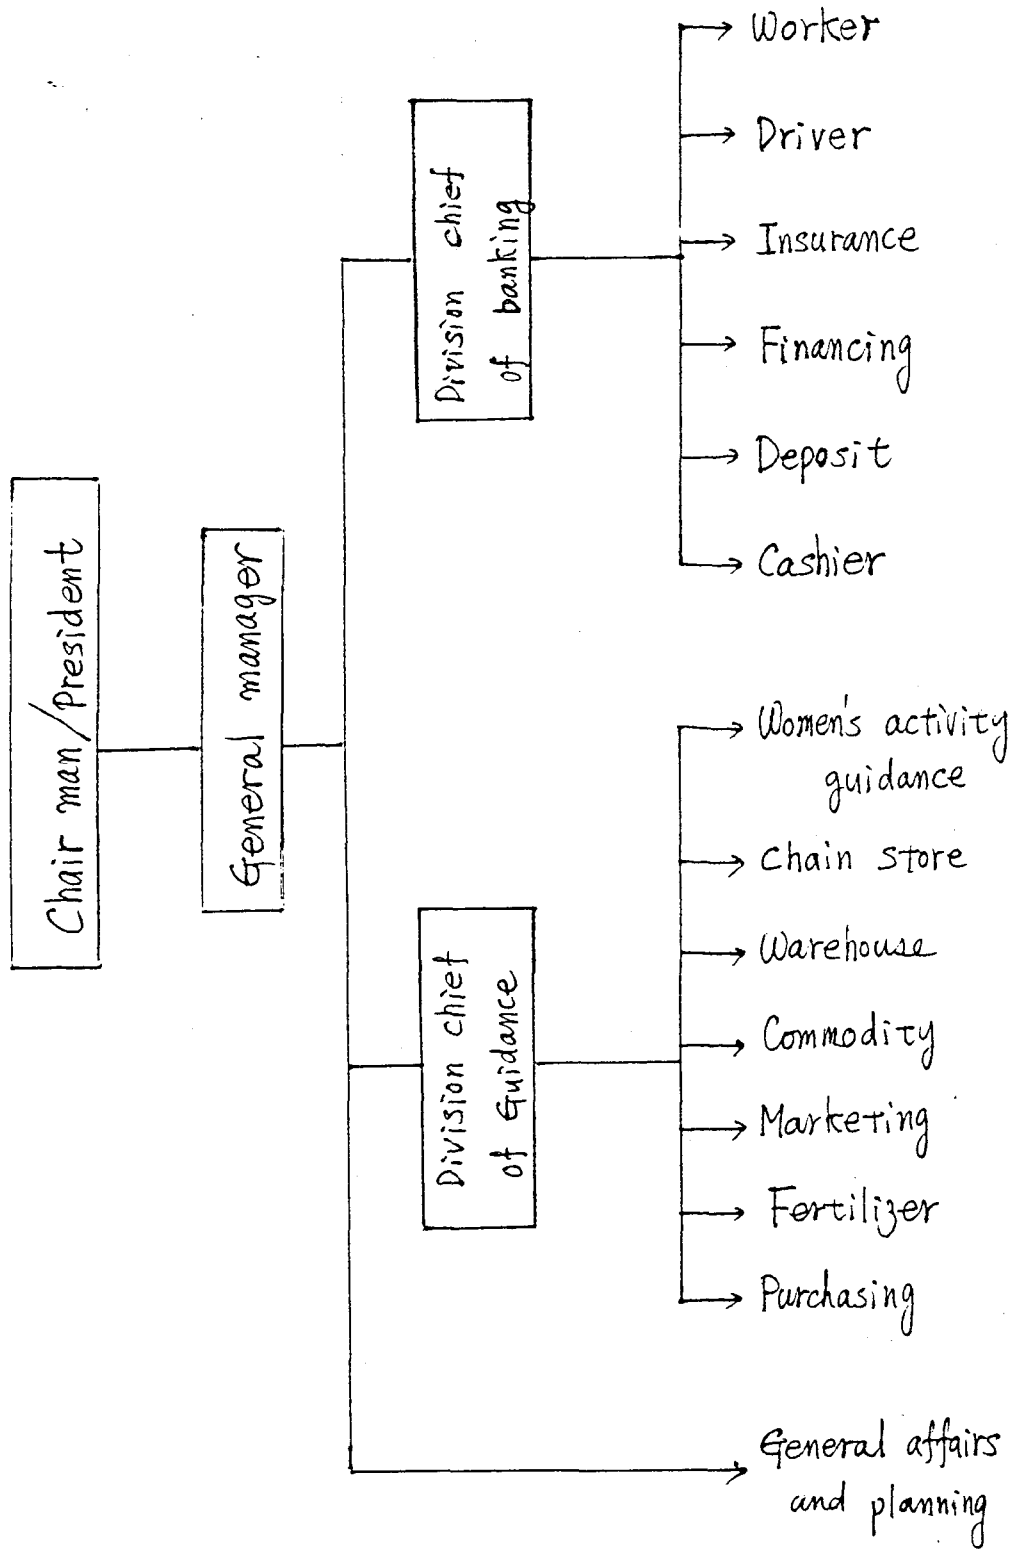 Chair man/President
General manager
Division chief
of banking
Worker
Driver
Insurance
Financing
Deposit
Cashier
Division chief
of Guidance
Women's activity
guidance
Chain store
Warehouse
Commodity
Marketing
Fertilizer
Purchasing
General affairs
and planning